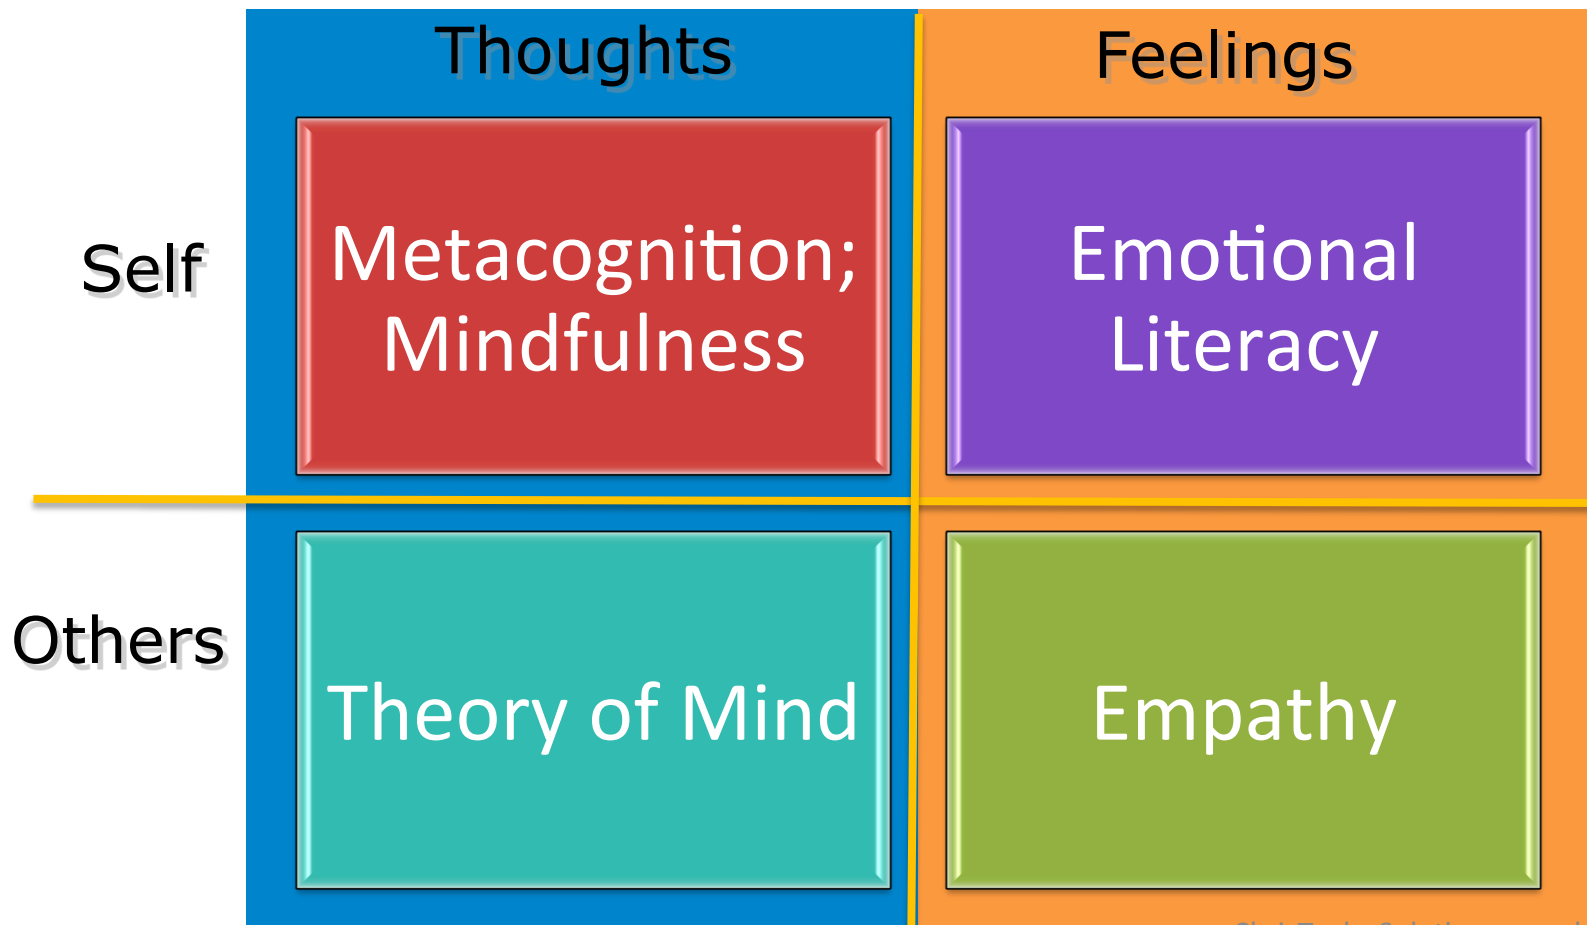 Thoughts
Feelings
Self
Metacognition;
Mindfulness
Emotional
Literacy
Others
Theory of Mind
Empathy